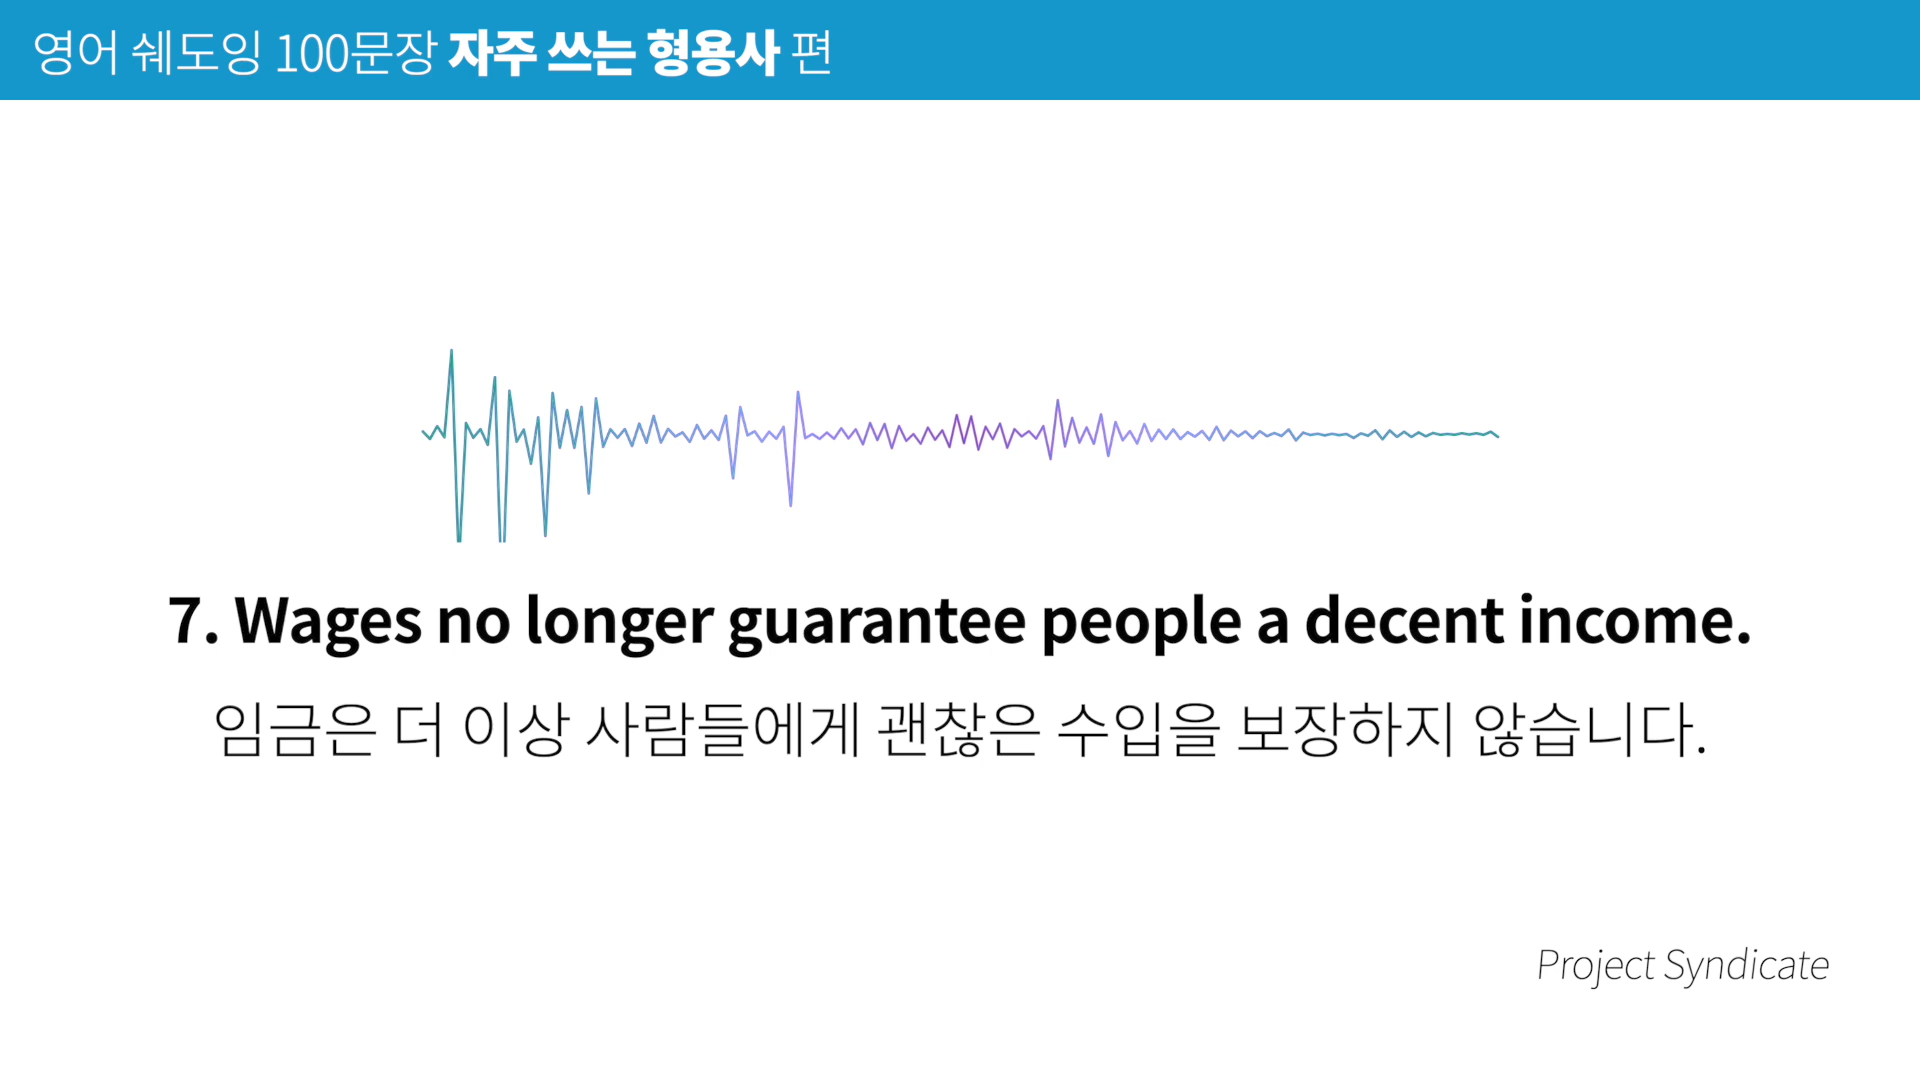 영어 쉐도잉 100문장 자주 쓰는 형용사 편
7. Wages no longer guarantee people a decent income.
임금은 더 이상 사람들에게 괜찮은 수입을 보장하지 않습니다.
Project Syndicate